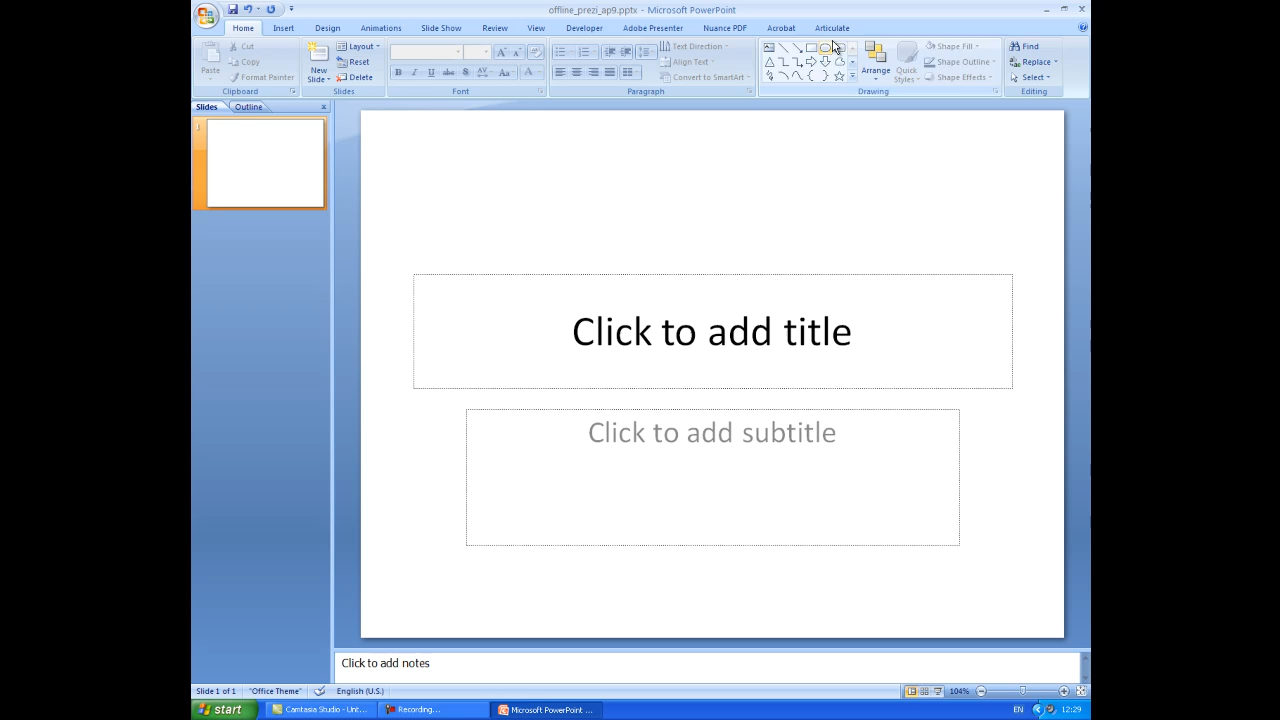 offline_prezi_ap9.pptx - Microsoft PowerPoint
Home Insert Design Animations Slide Show Review View Developer Adobe Presenter Nuance PDF Acrobat Articulate
Cut
Copy
Format Painter
Paste
Clipboard
New
Slide
Layout
Reset
Delete
Slides
Font
Text Direction
Align Text
Convert to SmartArt
Paragraph
Arrange
Quick
Styles
Shape Fill
Shape Outline
Shape Effects
Drawing
Find
Replace
Select
Editing
Slides Outline
1
Click to add title
Click to add subtitle
Click to add notes
Slide 1 of 1 "Office Theme" English (U.S.) 104%
start Camtasia Studio - Unt... Recording... Microsoft PowerPoint ... EN 12:29